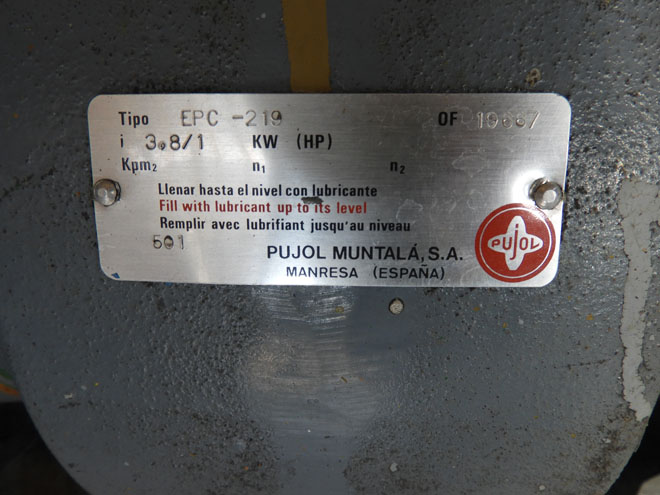 Tipo EPC -219 OF 19687
i 3,8/1 KW (HP)
Kpm₂ n₁ n₂
Llenar hasta el nivel con lubricante
Fill with lubricant up to its level
Remplir avec lubrifiant jusqu'au niveau
501
PUJOL MUNTALÁ, S.A.
MANRESA (ESPAÑA)
PUJOL